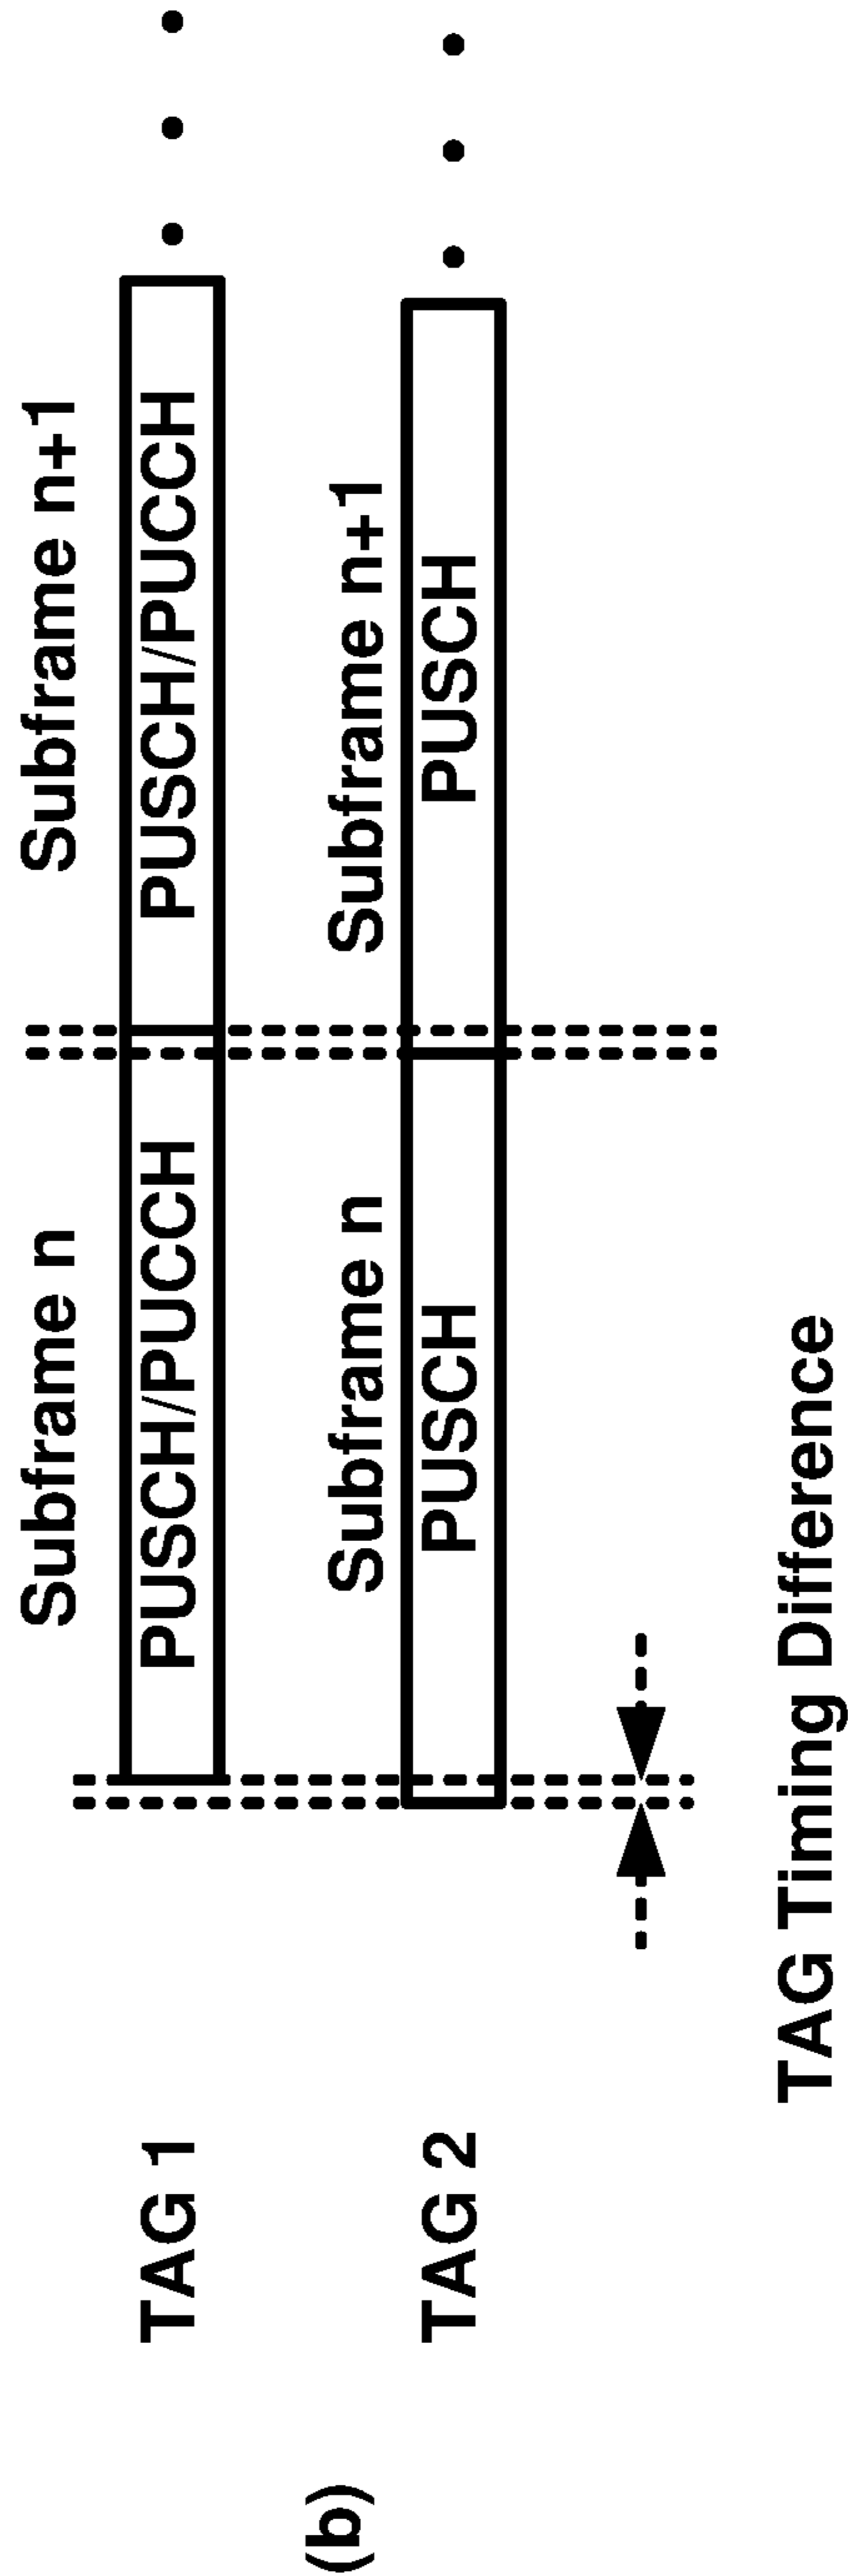 (b)
Subframe n
Subframe n+1
TAG 1
PUSCH/PUCCH
PUSCH/PUCCH
Subframe n
Subframe n+1
TAG 2
PUSCH
PUSCH
TAG Timing Difference